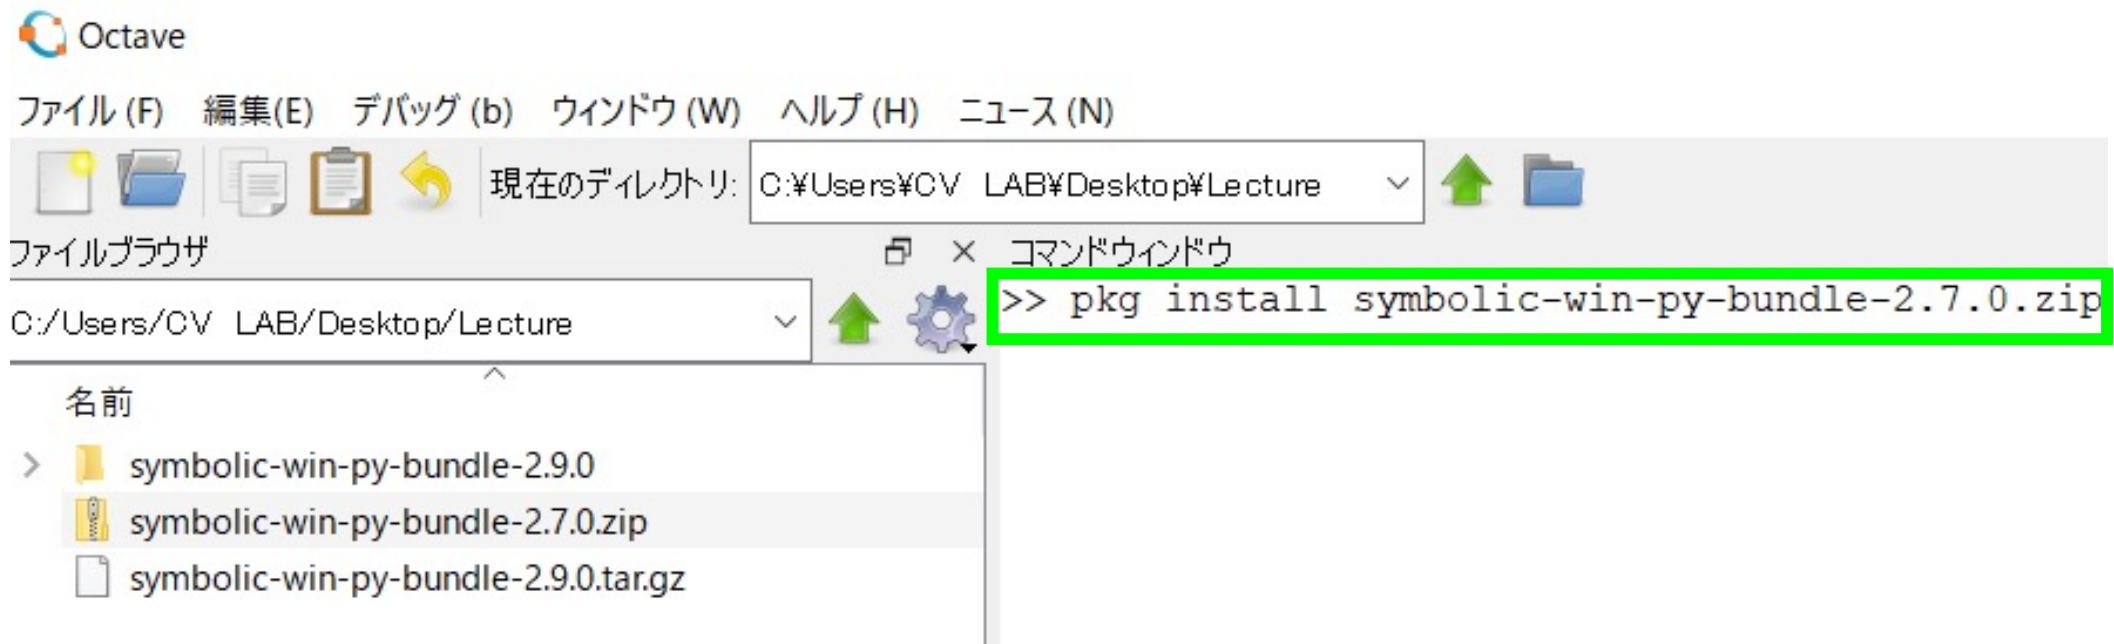 Octave
ファイル (F) 編集(E) デバッグ (b) ウィンドウ (W) ヘルプ (H) ニュース (N)
現在のディレクトリ: C:¥Users¥CV LAB¥Desktop¥Lecture
ファイルブラウザ
C:/Users/CV LAB/Desktop/Lecture
名前
symbolic-win-py-bundle-2.9.0
symbolic-win-py-bundle-2.7.0.zip
symbolic-win-py-bundle-2.9.0.tar.gz
コマンドウィンドウ
>> pkg install symbolic-win-py-bundle-2.7.0.zip